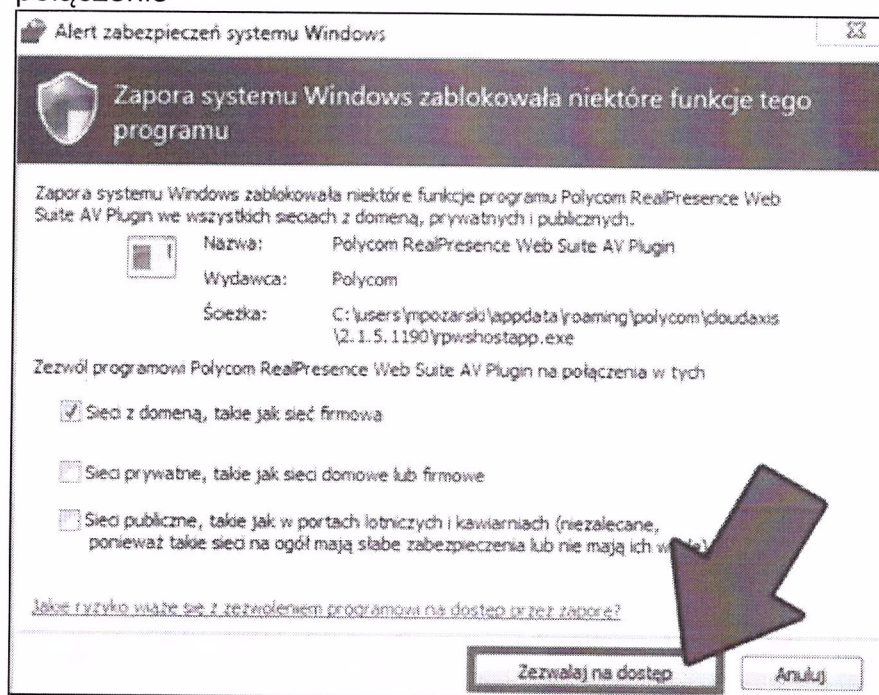 połączenie
Alert zabezpieczeń systemu Windows
Zapora systemu Windows zablokowała niektóre funkcje tego
programu
Zapora systemu Windows zablokowała niektóre funkcje programu Polycom RealPresence Web
Suite AV Plugin we wszystkich sieciach z domeną, prywatnych i publicznych.
Nazwa: Polycom RealPresence Web Suite AV Plugin
Wydawca: Polycom
Ścieżka: C:\users\mpozarski\appdata\roaming\polycom\cloudaxis
\2.1.5.1190\rpwshostapp.exe
Zezwól programowi Polycom RealPresence Web Suite AV Plugin na połączenia w tych
Sieci z domeną, takie jak sieć firmowa
Sieci prywatne, takie jak sieci domowe lub firmowe
Sieci publiczne, takie jak w portach lotniczych i kawiarniach (niezalecane,
ponieważ takie sieci na ogół mają słabe zabezpieczenia lub nie mają ich
Jakie ryzyko wiąże się z zezwoleniem programowi na dostęp przez zaporę?
Zezwalaj na dostęp
Anuluj